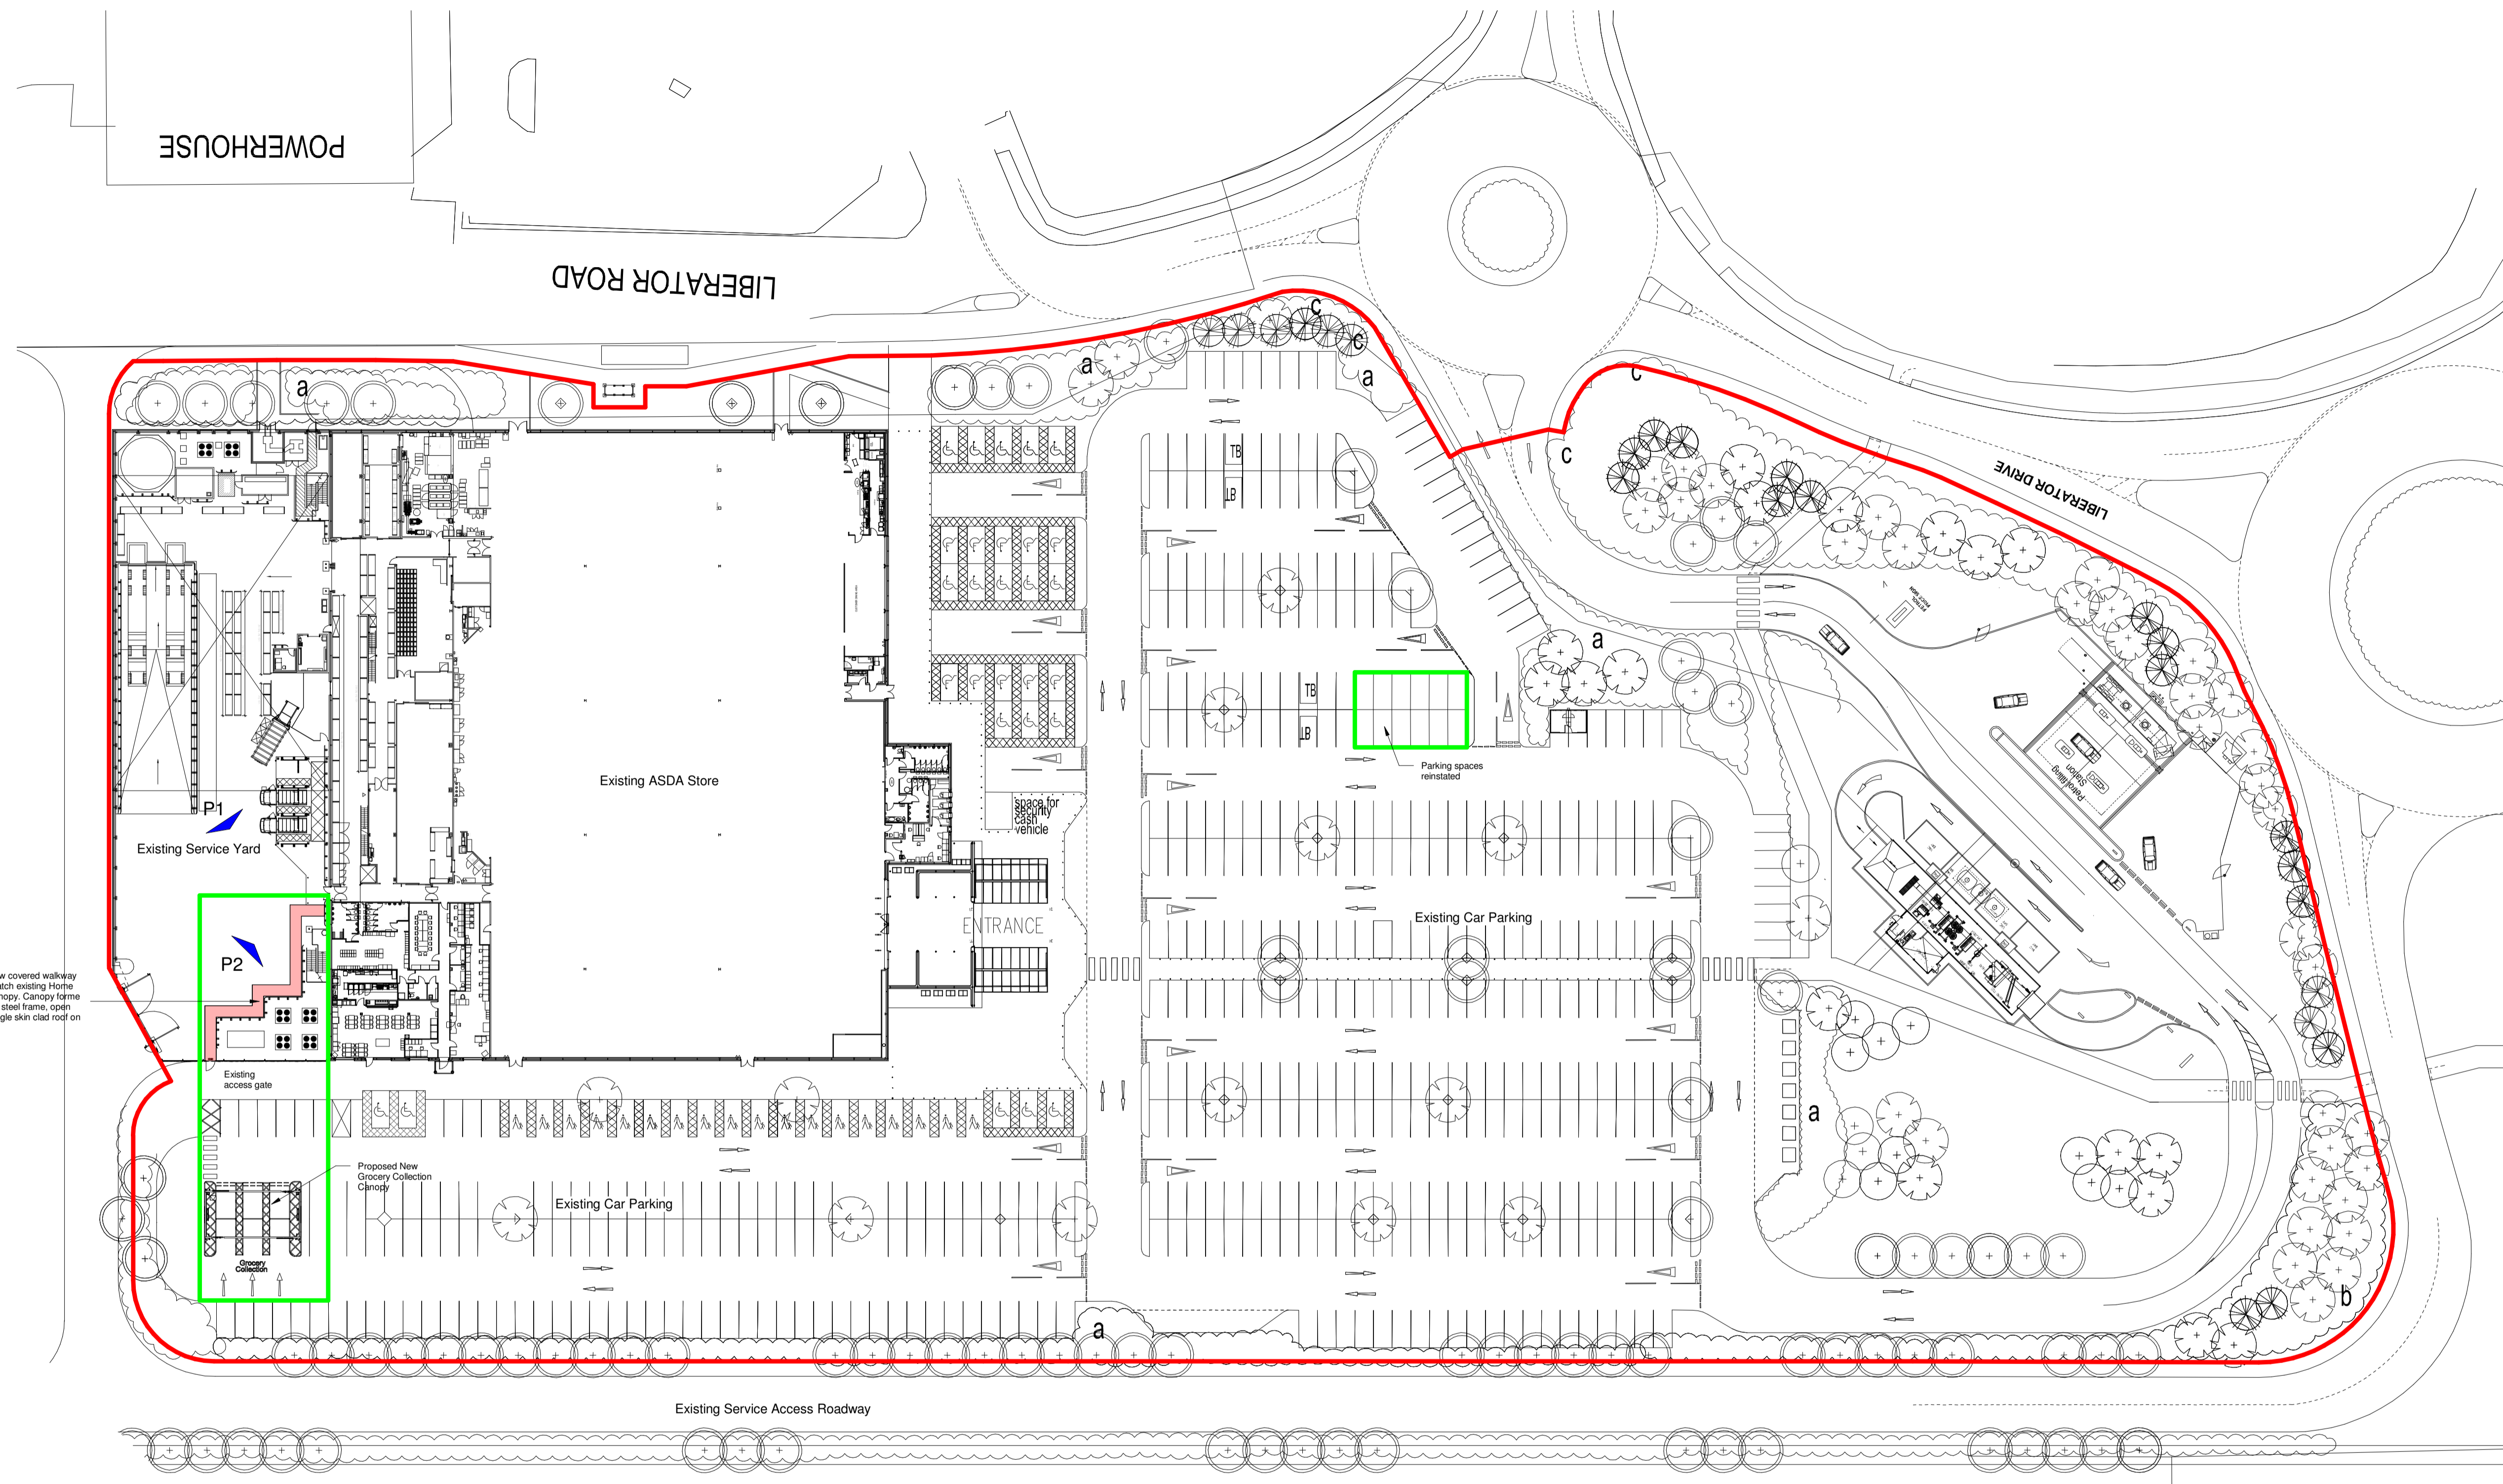 POWERHOUSE
LIBERATOR ROAD
c
c
a
a
a
c
c
LIBERATOR DRIVE
TB
TB
PETROL
PRICE SIGN
a
TB
TB
Parking spaces
reinstated
Petrol filling
Station
Existing ASDA Store
space for
security
cash
vehicle
P1
Existing Service Yard
ENTRANCE
Existing Car Parking
P2
w covered walkway
atch existing Home
nopy. Canopy forme
steel frame, open
gle skin clad roof on
Existing
access gate
a
Proposed New
Grocery Collection
Canopy
Existing Car Parking
Grocery
Collection
a
b
Existing Service Access Roadway